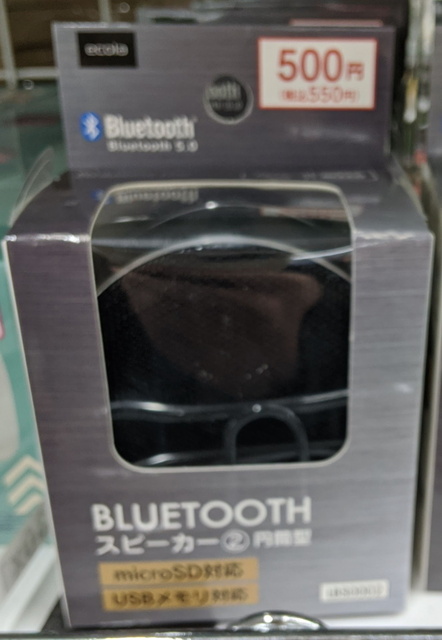 500円
(税込550円)
Bluetooth
Bluetooth 5.0
BLUETOOTH
スピーカー②円筒型
microSD対応
USBメモリ対応